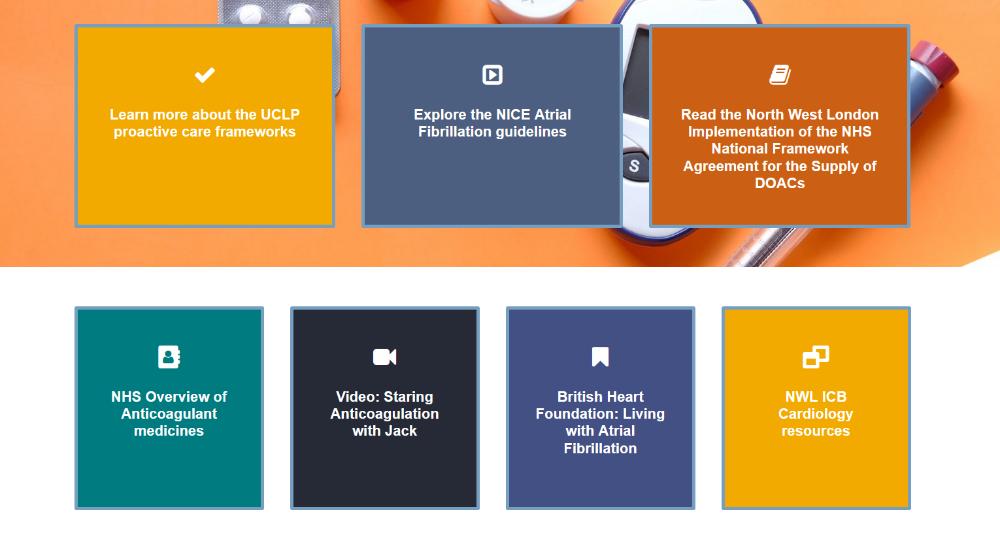 Learn more about the UCLP
proactive care frameworks
Explore the NICE Atrial
Fibrillation guidelines
Read the North West London
Implementation of the NHS
National Framework
Agreement for the Supply of
DOACs
S
NHS Overview of
Anticoagulant
medicines
Video: Staring
Anticoagulation
with Jack
British Heart
Foundation: Living
with Atrial
Fibrillation
NWL ICB
Cardiology
resources